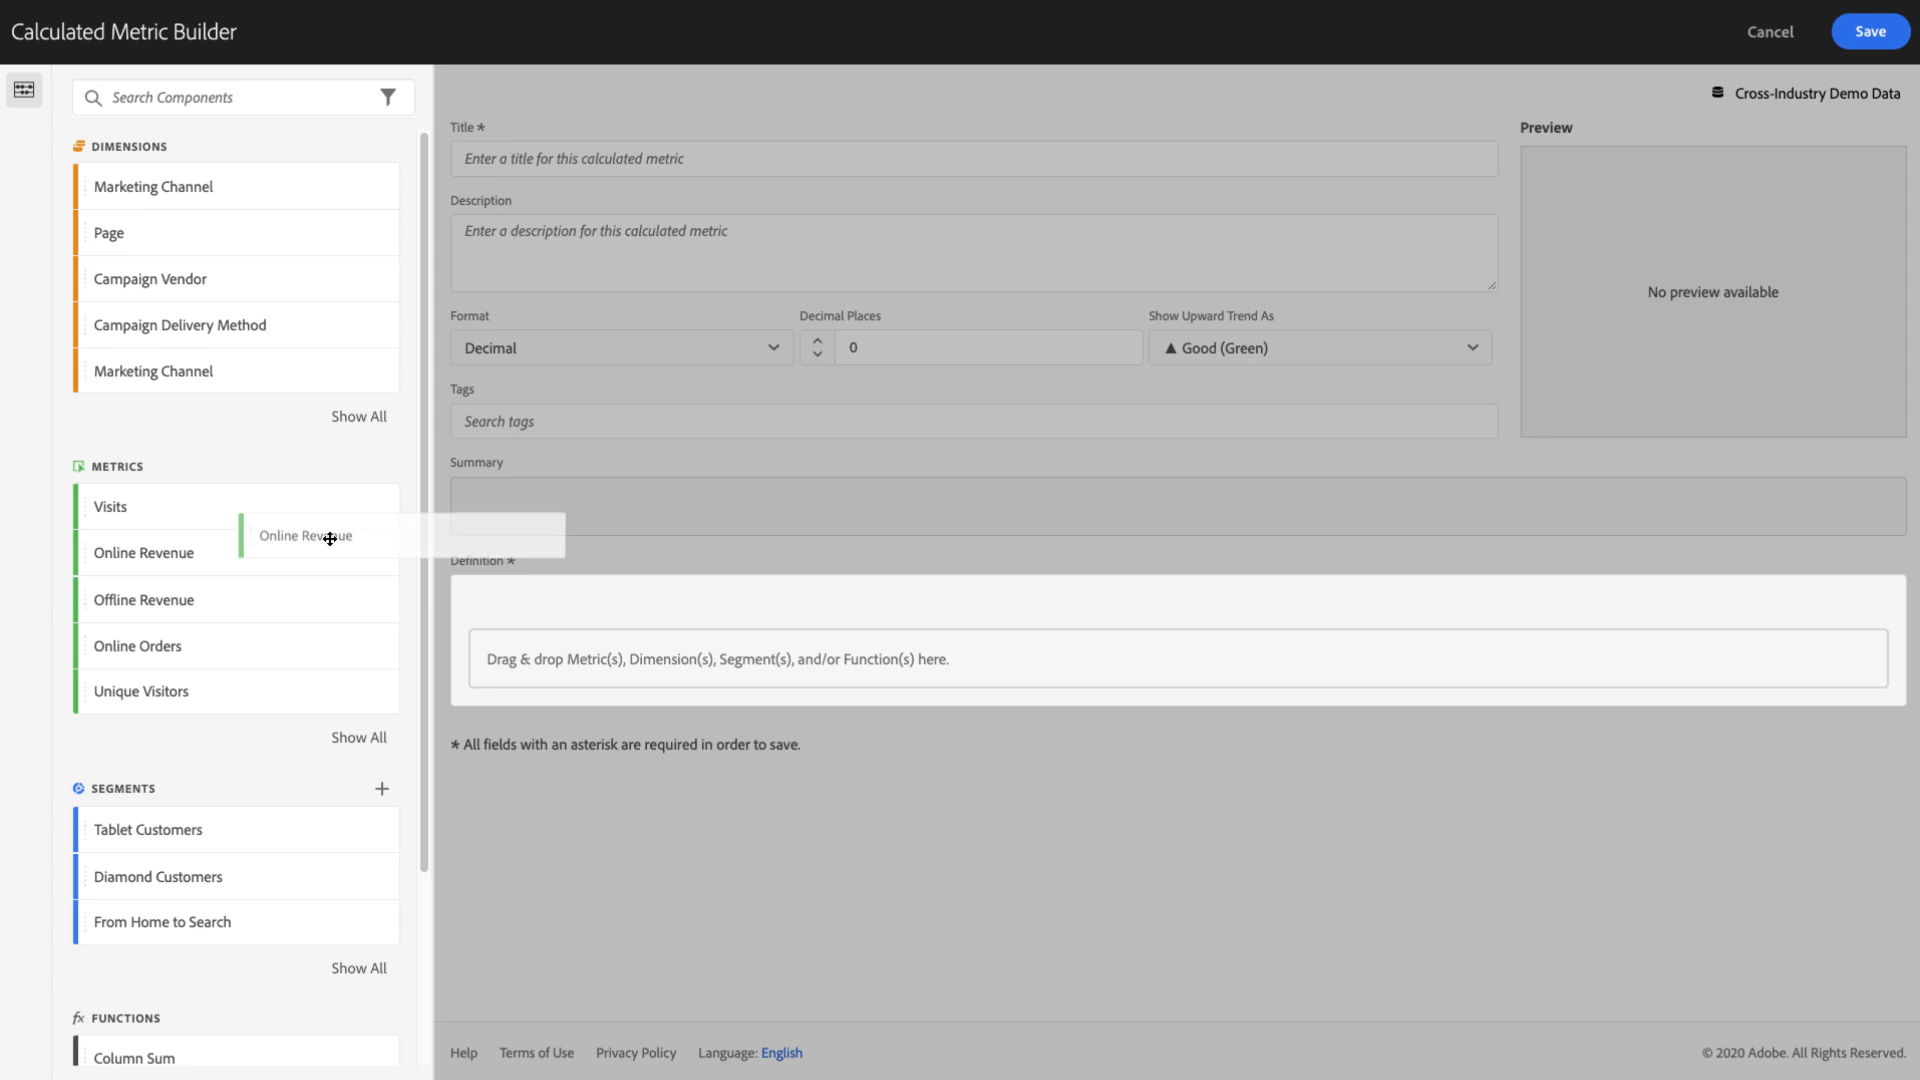 Calculated Metric Builder
Cancel
Save
Search Components
DIMENSIONS
Marketing Channel
Page
Campaign Vendor
Campaign Delivery Method
Marketing Channel
Show All
METRICS
Visits
Online Revenue
Online Revenue
Offline Revenue
Online Orders
Unique Visitors
Show All
SEGMENTS
Tablet Customers
Diamond Customers
From Home to Search
Show All
fx FUNCTIONS
Column Sum
Cross-Industry Demo Data
Title *
Enter a title for this calculated metric
Preview
No preview available
Description
Enter a description for this calculated metric
Format
Decimal
Decimal Places
0
Show Upward Trend As
▲ Good (Green)
Tags
Search tags
Summary
Definition *
Drag & drop Metric(s), Dimension(s), Segment(s), and/or Function(s) here.
* All fields with an asterisk are required in order to save.
Help Terms of Use Privacy Policy Language: English
© 2020 Adobe. All Rights Reserved.